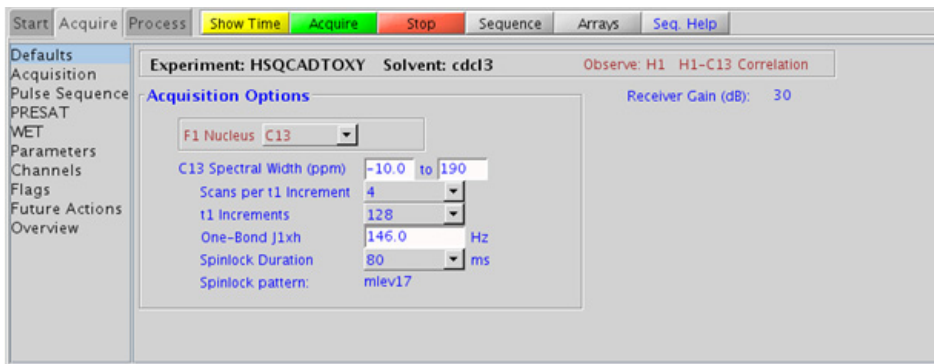 Start Acquire Process Show Time Acquire Stop Sequence Arrays Seq. Help
Defaults
Acquisition
Pulse Sequence
PRESAT
WET
Parameters
Channels
Flags
Future Actions
Overview
Experiment: HSQCADTOXY Solvent: cdcl3 Observe: H1 H1-C13 Correlation
Acquisition Options
Receiver Gain (dB): 30
F1 Nucleus C13
C13 Spectral Width (ppm) -10.0 to 190
Scans per t1 Increment 4
t1 Increments 128
One-Bond J1xh 146.0 Hz
Spinlock Duration 80 ms
Spinlock pattern: mlev17